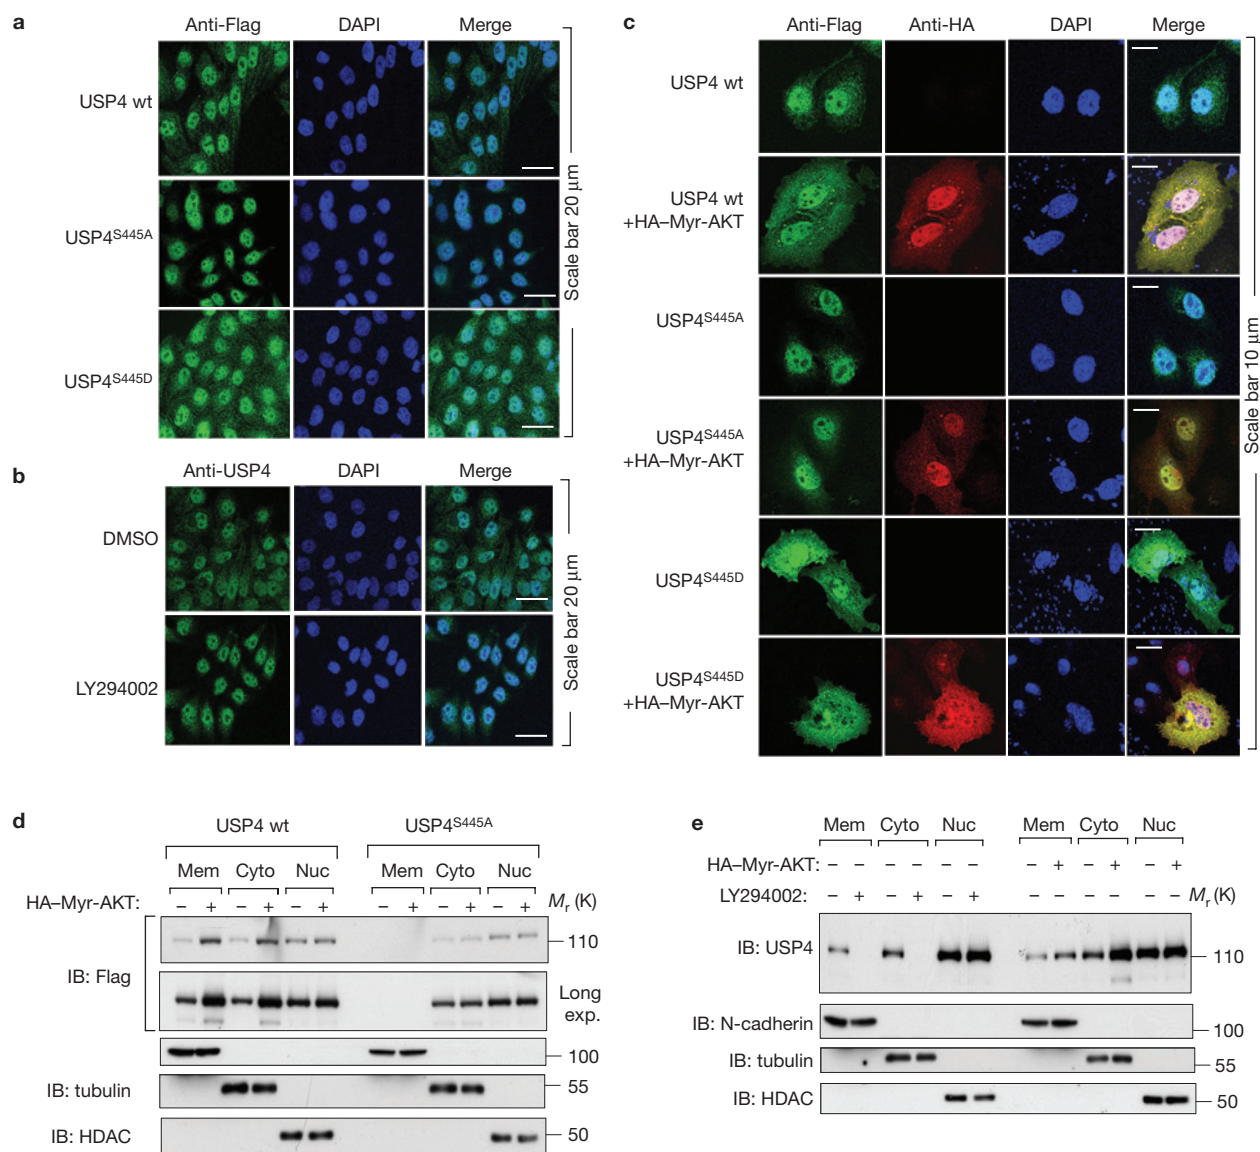 a
Anti-Flag DAPI Merge
USP4 wt
USP4S445A
USP4S445D
Scale bar 20 µm
b
Anti-USP4 DAPI Merge
DMSO
LY294002
Scale bar 20 µm
c
Anti-Flag Anti-HA DAPI Merge
USP4 wt
USP4 wt
+HA–Myr-AKT
USP4S445A
USP4S445A
+HA–Myr-AKT
USP4S445D
USP4S445D
+HA–Myr-AKT
Scale bar 10 µm
d
USP4 wt USP4S445A
Mem Cyto Nuc Mem Cyto Nuc
HA–Myr-AKT: – + – + – + – + – + – + Mr (K)
IB: Flag
110
Long
exp.
100
IB: tubulin 55
IB: HDAC 50
e
Mem Cyto Nuc Mem Cyto Nuc
HA–Myr-AKT: – – – – – – – + – + – +
LY294002: – + – + – + – – – – – – Mr (K)
IB: USP4 110
IB: N-cadherin 100
IB: tubulin 55
IB: HDAC 50